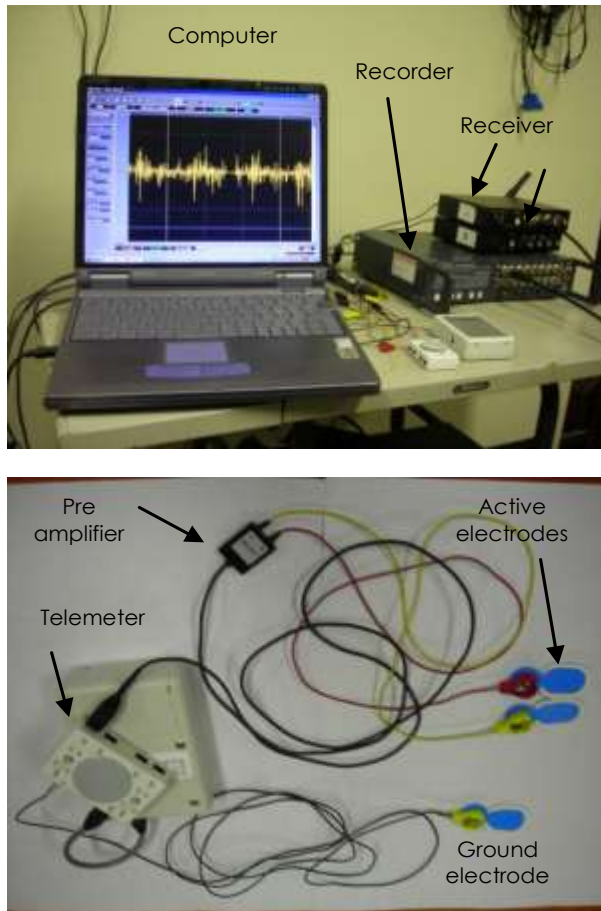 Computer
Recorder
Receiver
Pre
amplifier
Active
electrodes
Telemeter
Ground
electrode